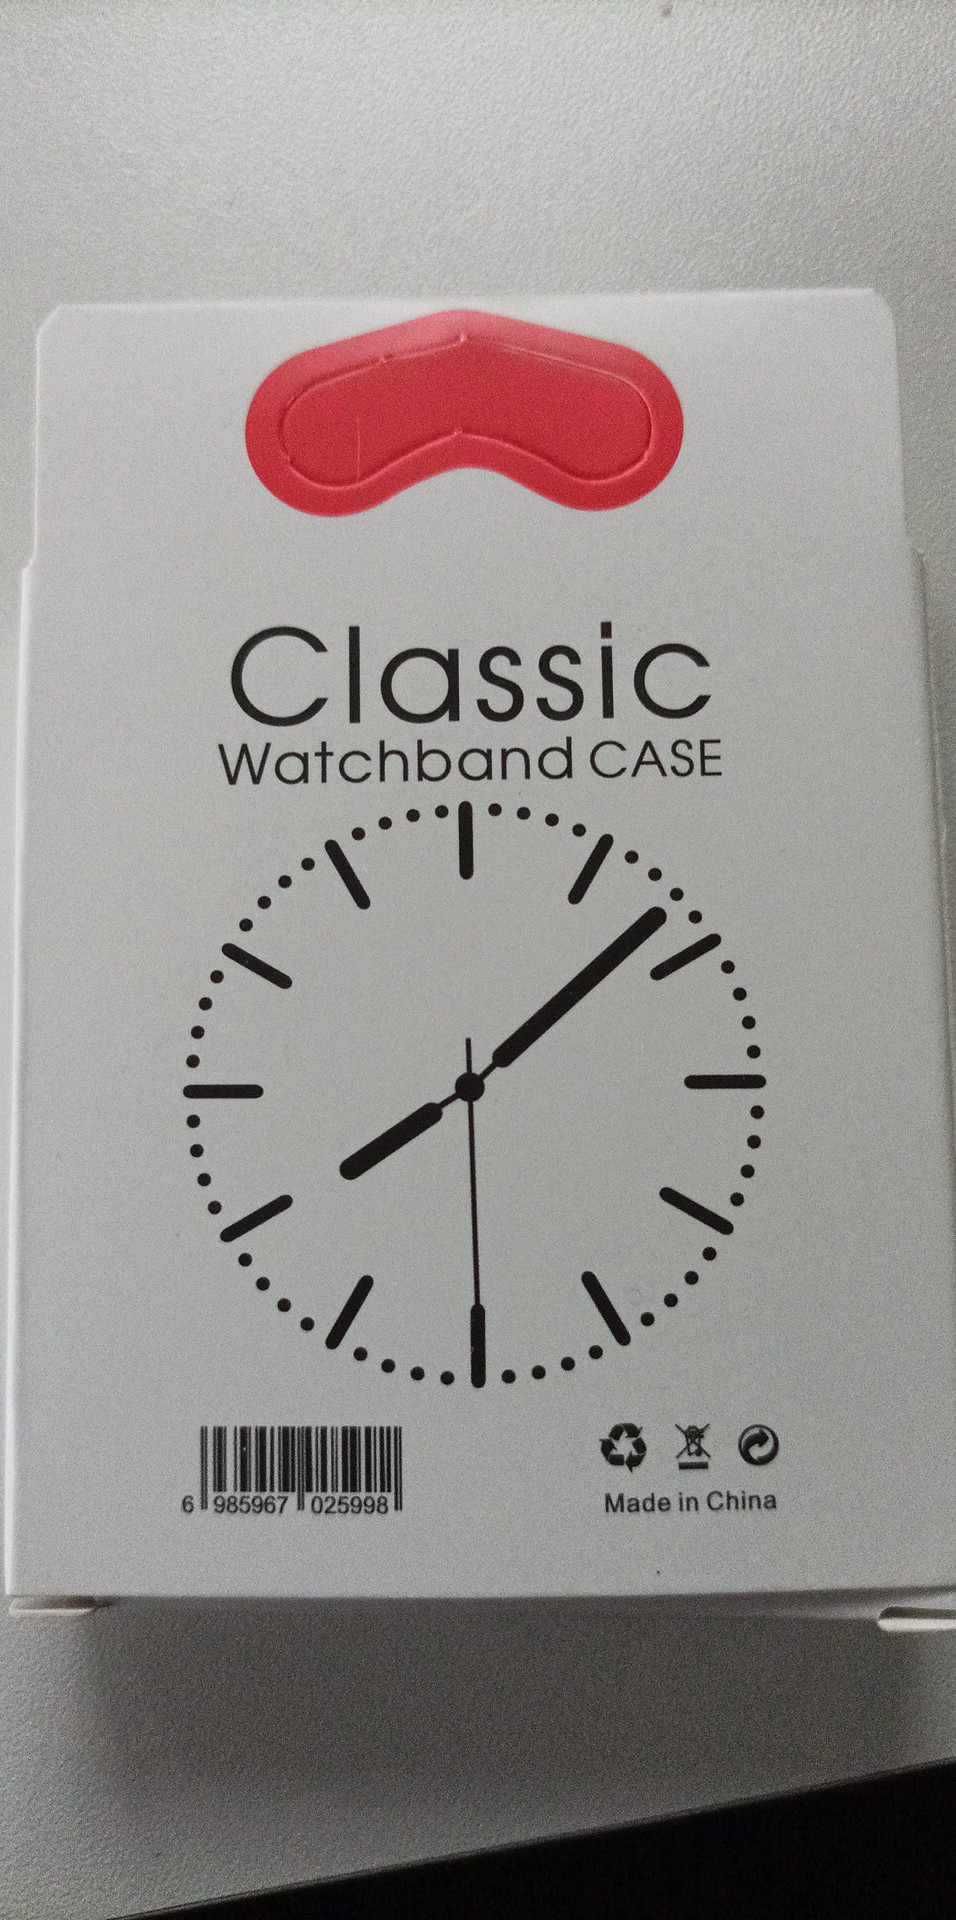 Classic
Watchband CASE
6 985967 025998
Made in China